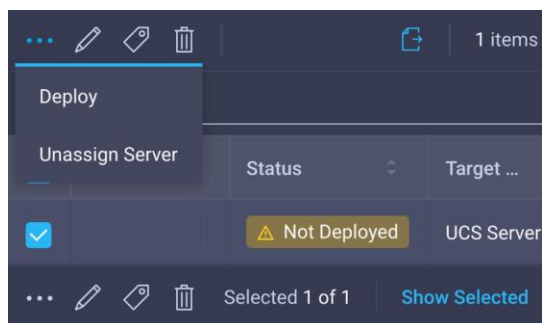 1 items
Deploy
Unassign Server
Status
Target ...
Not Deployed
UCS Server
Selected 1 of 1
Show Selected